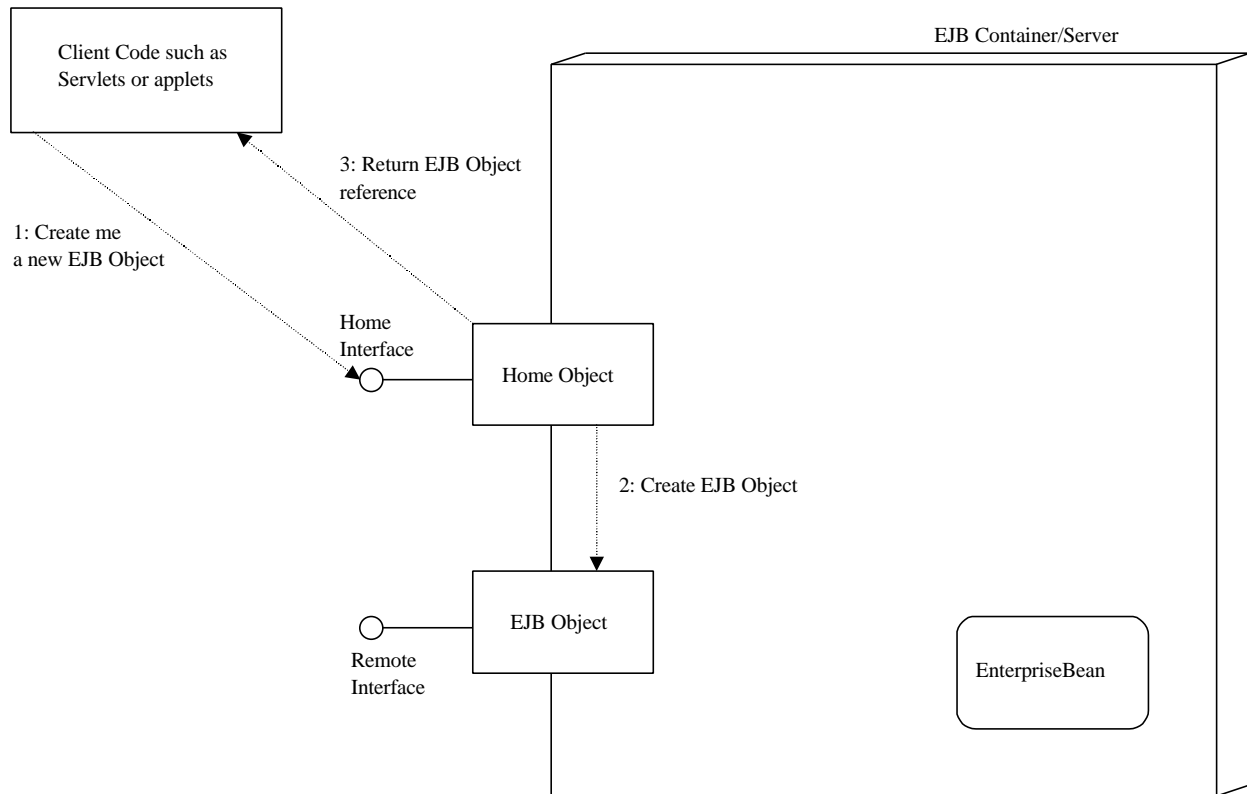 EJB Container/Server
Client Code such as
Servlets or applets
3: Return EJB Object
reference
1: Create me
a new EJB Object
Home
Interface
Home Object
2: Create EJB Object
EJB Object
Remote
Interface
EnterpriseBean